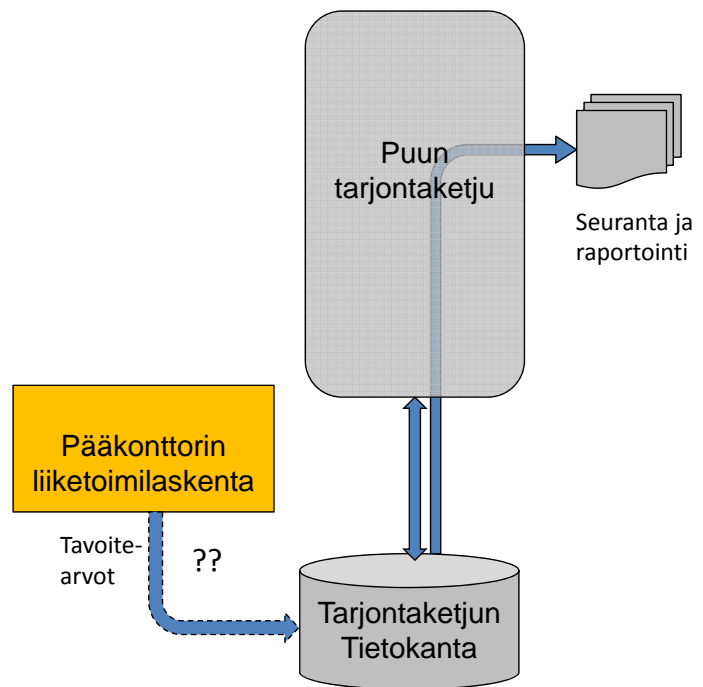 Puun
tarjontaketju
Seuranta ja
raportointi
Pääkonttorin
liiketoimilaskenta
Tavoite-
arvot
??
Tarjontaketjun
Tietokanta